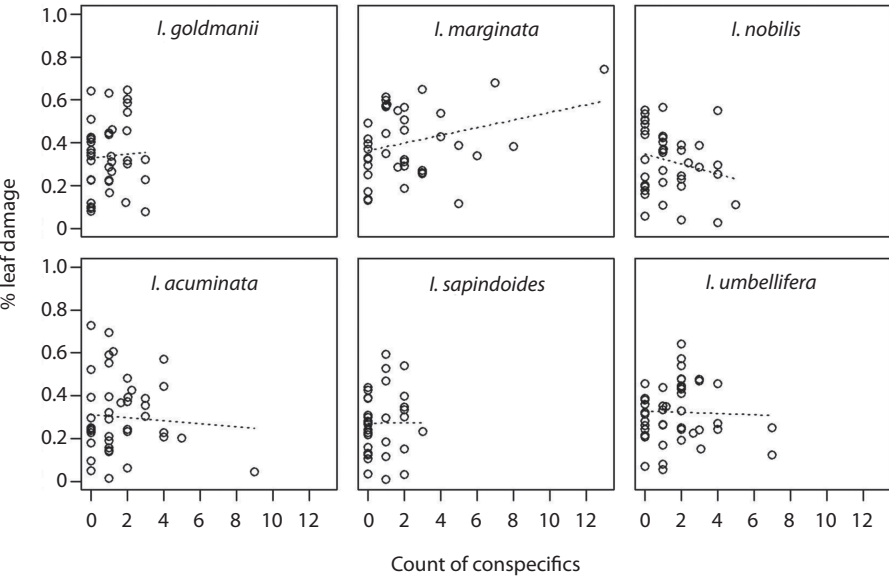 % leaf damage
I. goldmanii
I. marginata
I. nobilis
1.0
0.8
0.6
0.4
0.2
0
I. acuminata
I. sapindoides
I. umbellifera
1.0
0.8
0.6
0.4
0.2
0
0 2 4 6 8 10 12
0 2 4 6 8 10 12
0 2 4 6 8 10 12
Count of conspecifics